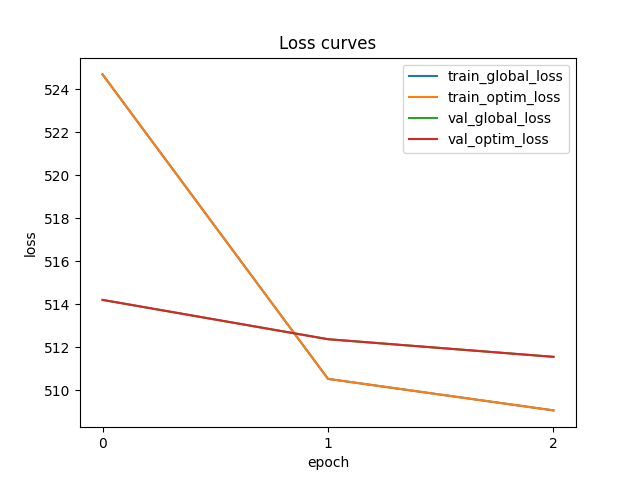 Loss curves
train_global_loss
train_optim_loss
val_global_loss
val_optim_loss
524
522
520
518
516
514
512
510
loss
0 1 2
epoch